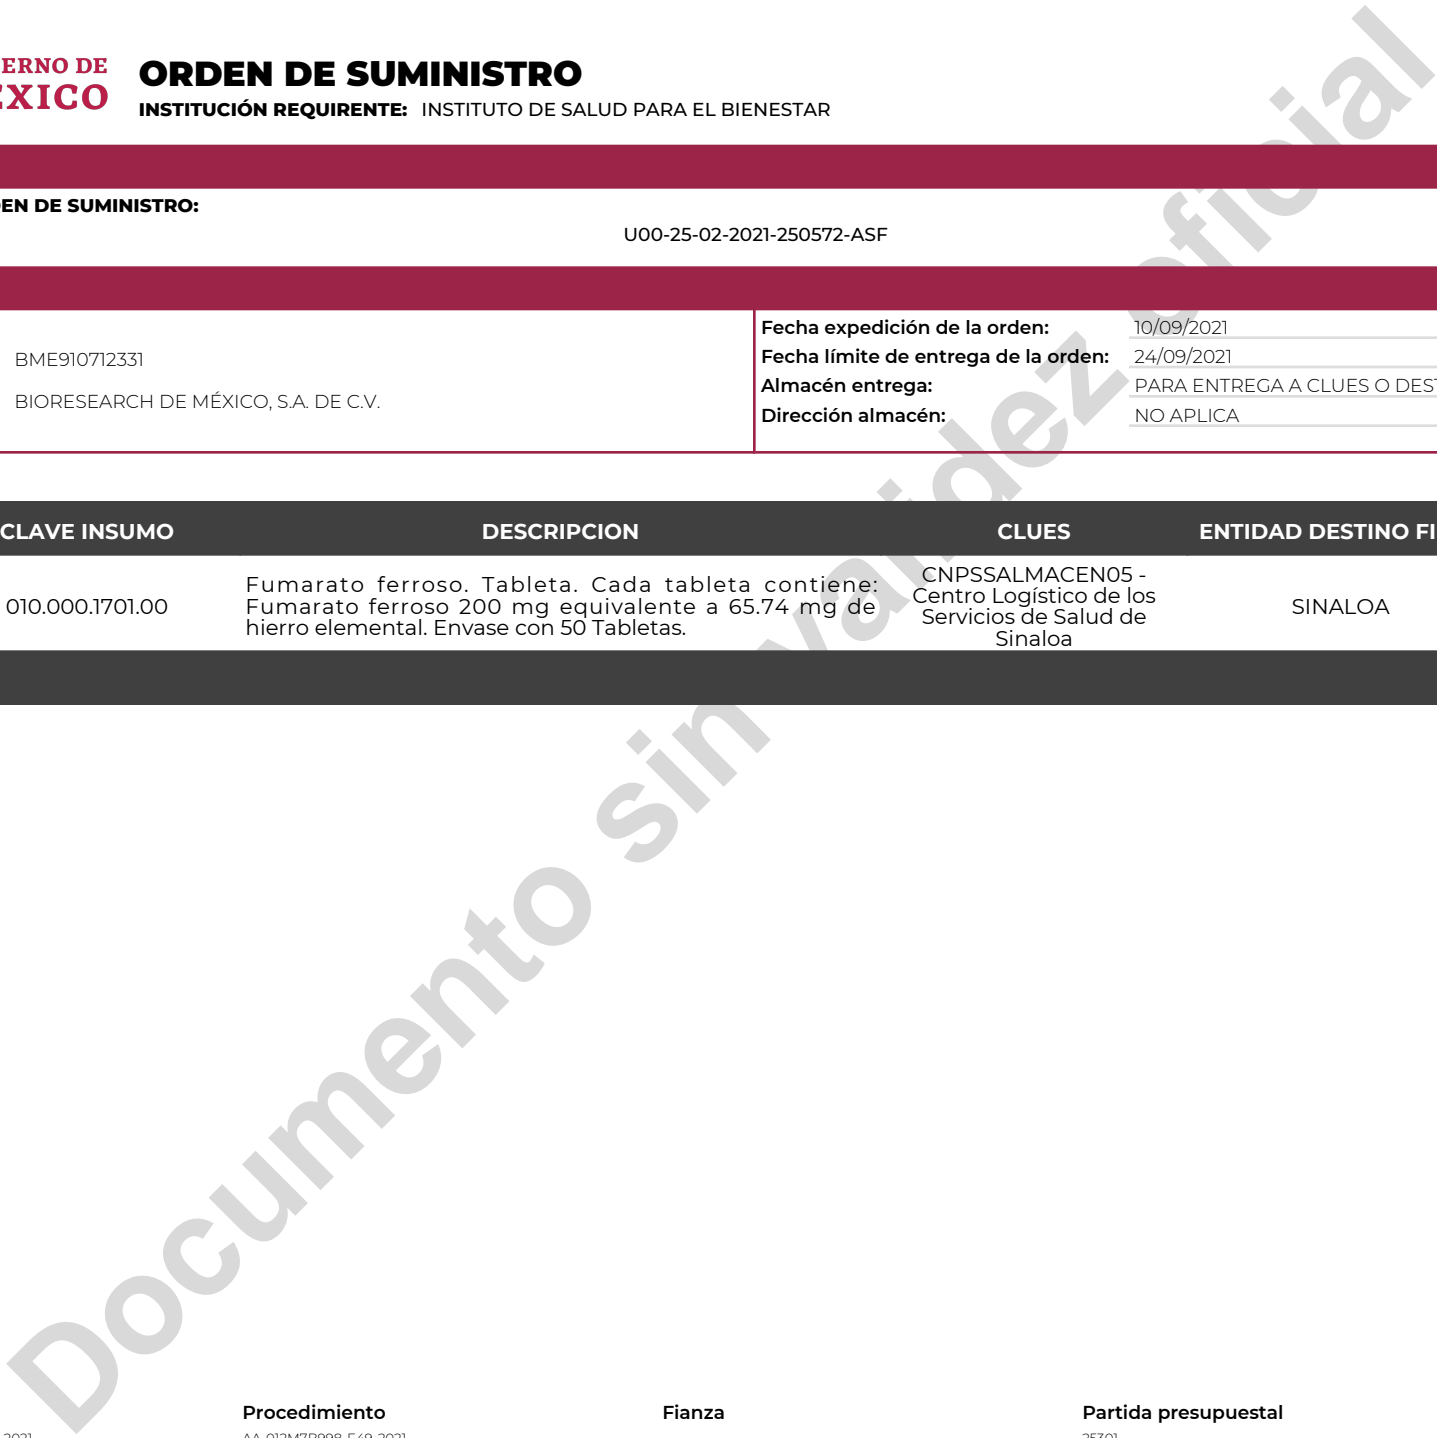 ERNO DE
ÉXICO
ORDEN DE SUMINISTRO
INSTITUCIÓN REQUIRENTE: INSTITUTO DE SALUD PARA EL BIENESTAR
EN DE SUMINISTRO:
U00-25-02-2021-250572-ASF
BME910712331
BIORESEARCH DE MÉXICO, S.A. DE C.V.
Fecha expedición de la orden: 10/09/2021
Fecha límite de entrega de la orden: 24/09/2021
Almacén entrega: PARA ENTREGA A CLUES O DEST
Dirección almacén: NO APLICA
CLAVE INSUMO DESCRIPCION CLUES ENTIDAD DESTINO FI
010.000.1701.00
Fumarato ferroso. Tableta. Cada tableta contiene:
Fumarato ferroso 200 mg equivalente a 65.74 mg de
hierro elemental. Envase con 50 Tabletas.
CNPSSALMACEN05 -
Centro Logístico de los
Servicios de Salud de
Sinaloa
SINALOA
Documento sin validez oficial
Procedimiento Fianza Partida presupuestal